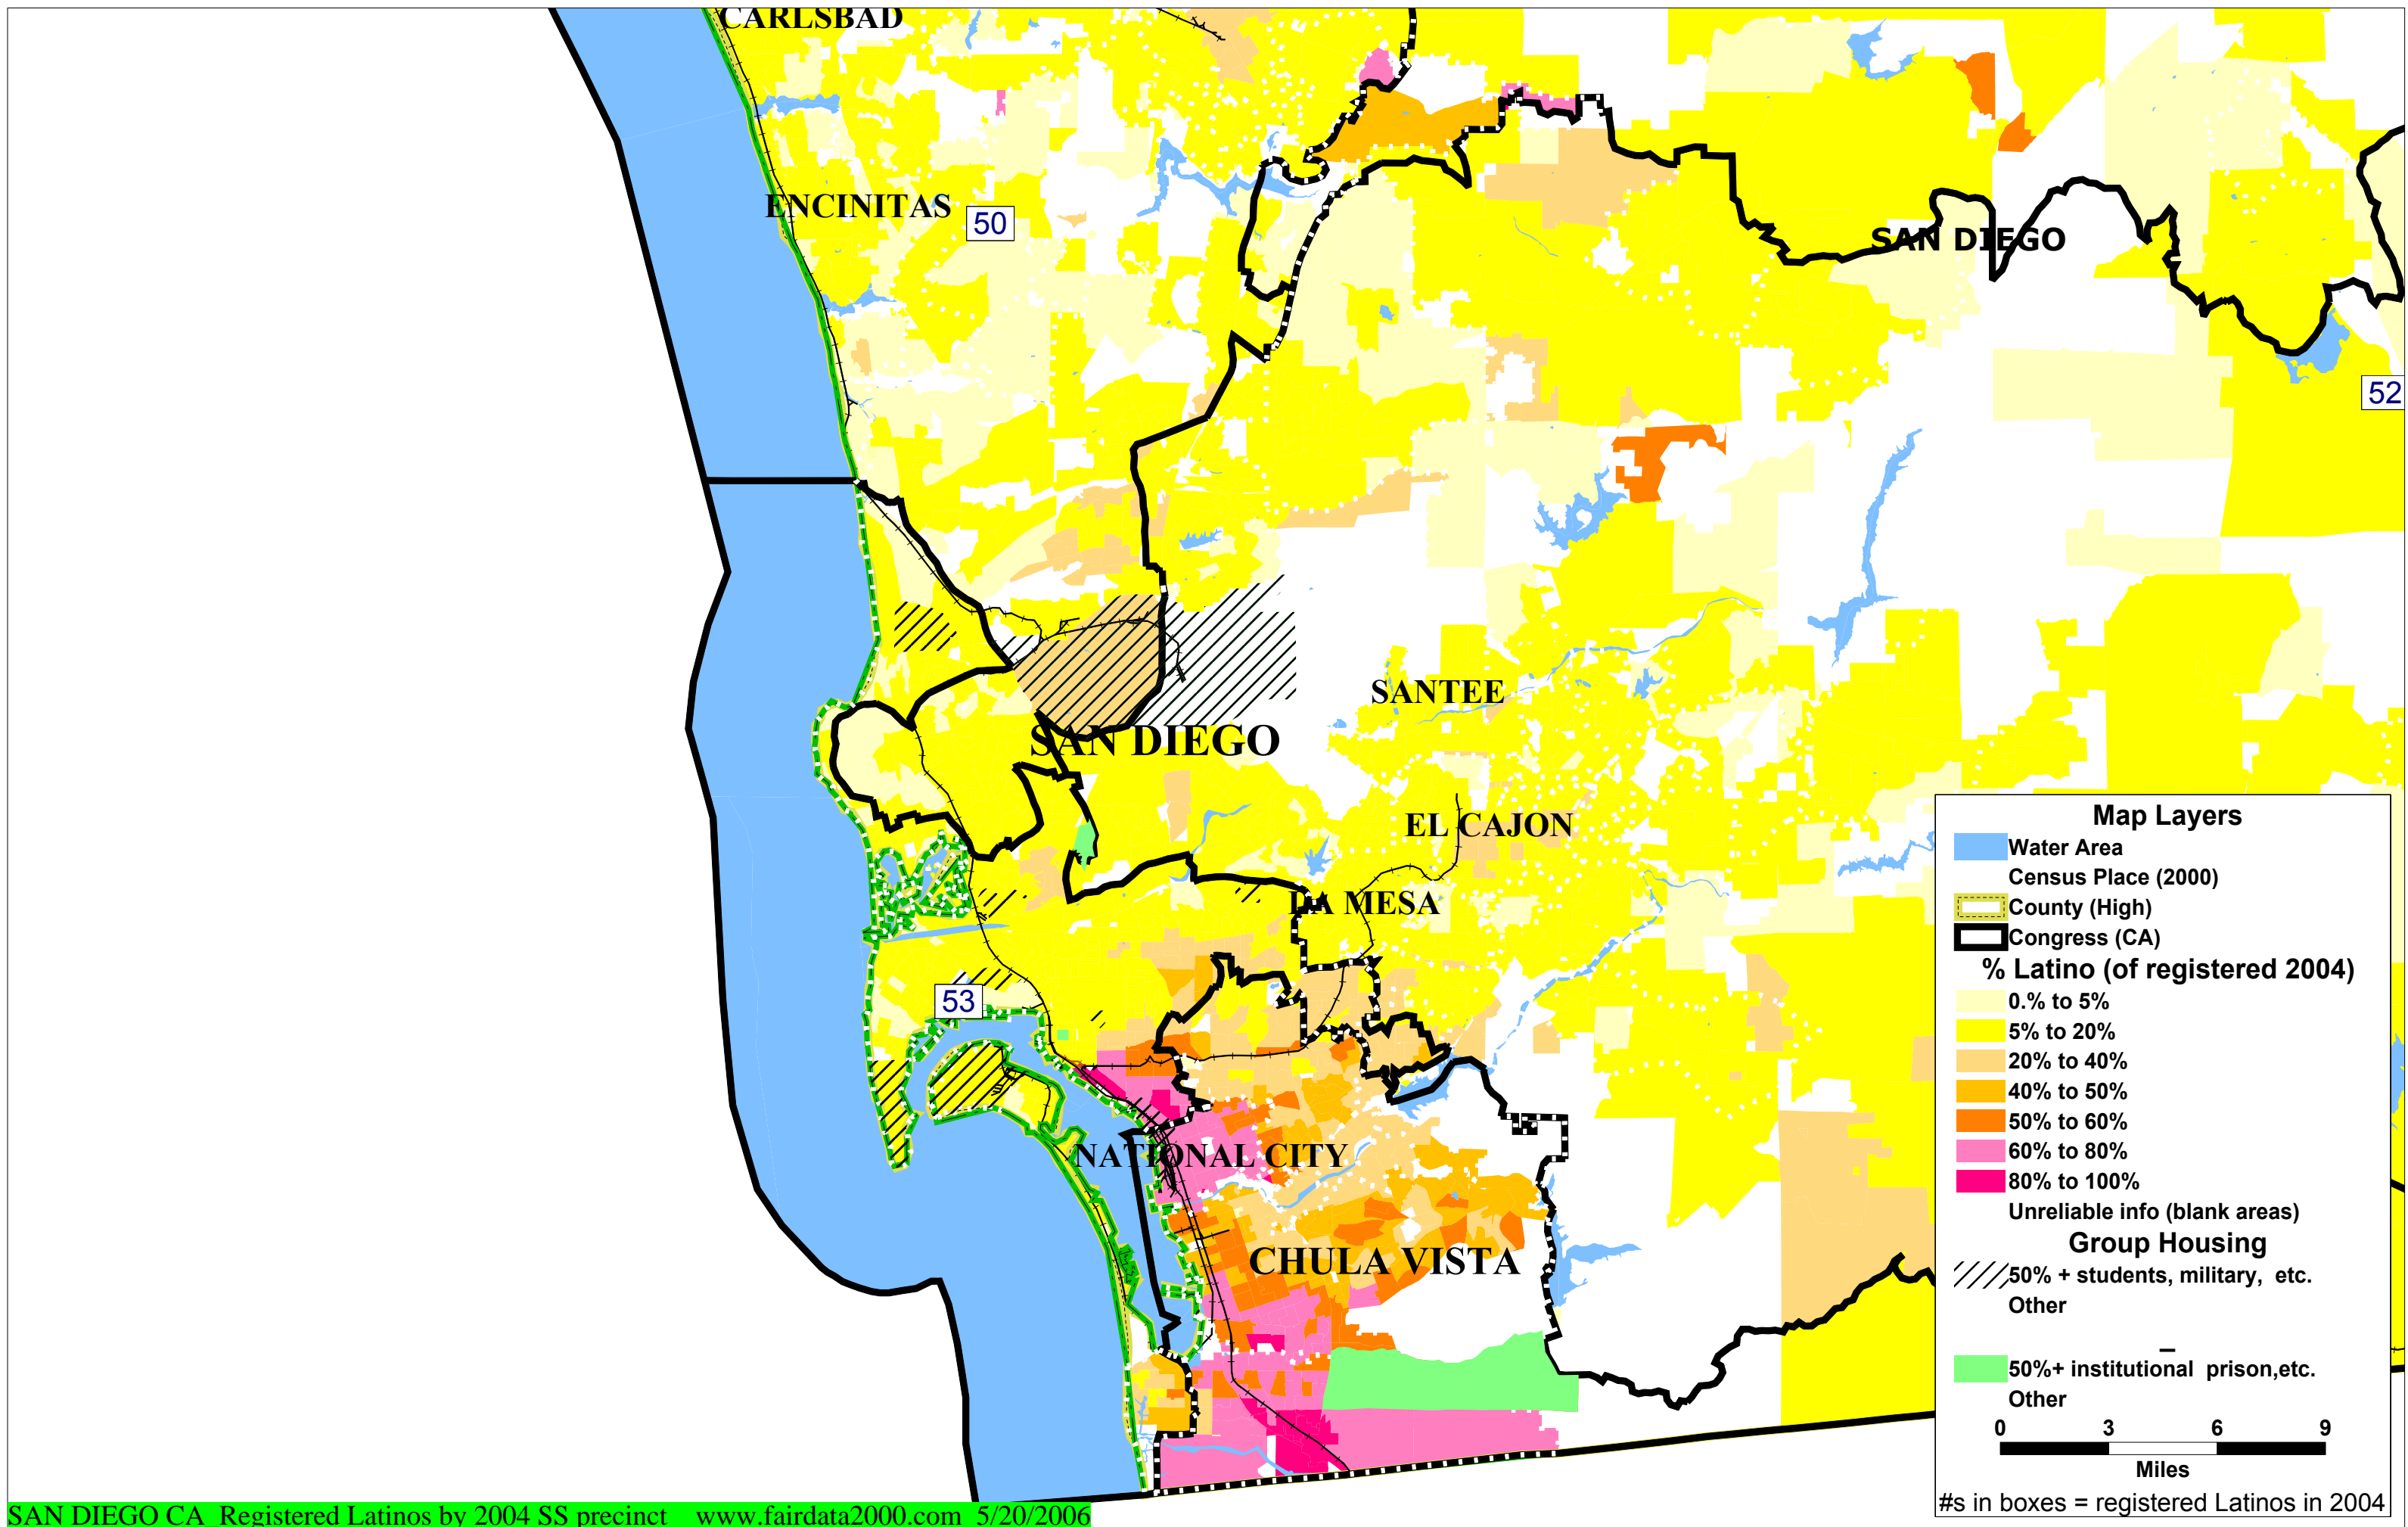 CARLSBAD
ENCINITAS
50
SAN DIEGO
52
SANTEE
SAN DIEGO
EL CAJON
LA MESA
53
NATIONAL CITY
CHULA VISTA
Map Layers
Water Area
Census Place (2000)
County (High)
Congress (CA)
% Latino (of registered 2004)
0.% to 5%
5% to 20%
20% to 40%
40% to 50%
50% to 60%
60% to 80%
80% to 100%
Unreliable info (blank areas)
Group Housing
50% + students, military, etc.
Other
_
50%+ institutional prison,etc.
Other
0 3 6 9
Miles
#s in boxes = registered Latinos in 2004
SAN DIEGO CA Registered Latinos by 2004 SS precinct www.fairdata2000.com 5/20/2006